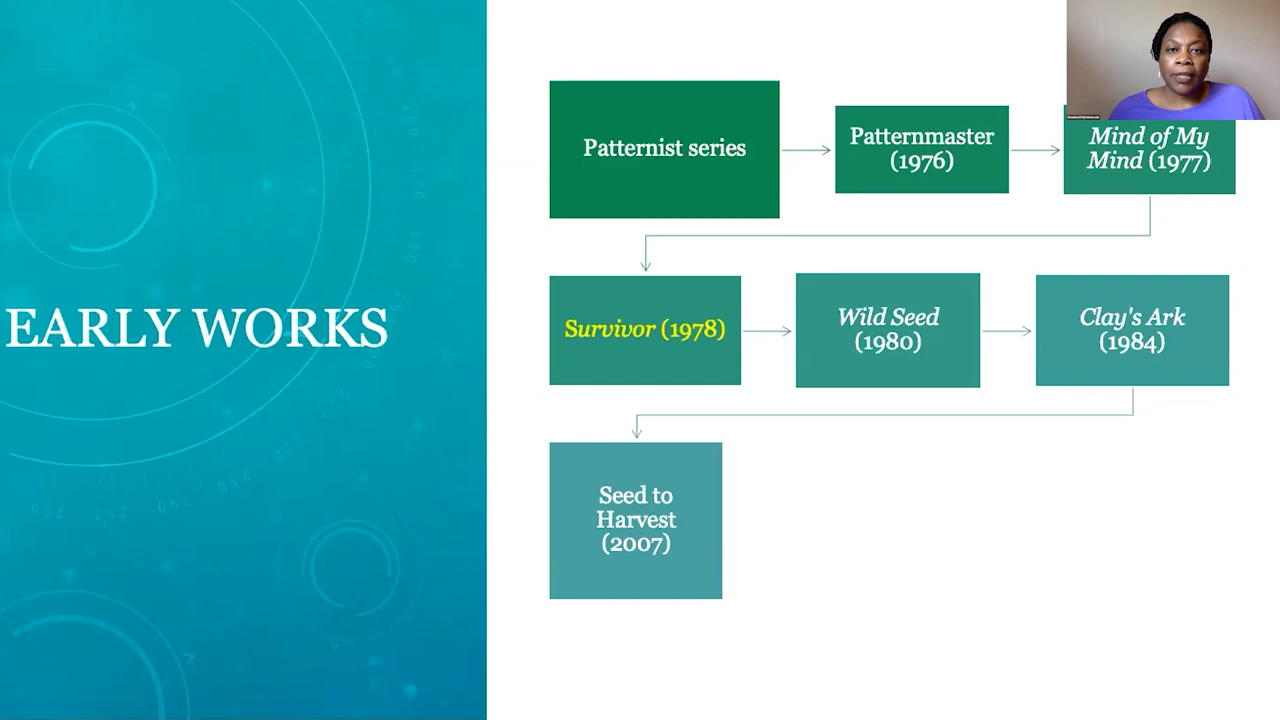 EARLY WORKS
Patternist series
Patternmaster
(1976)
Mind of My
Mind (1977)
Survivor (1978)
Wild Seed
(1980)
Clay's Ark
(1984)
Seed to
Harvest
(2007)